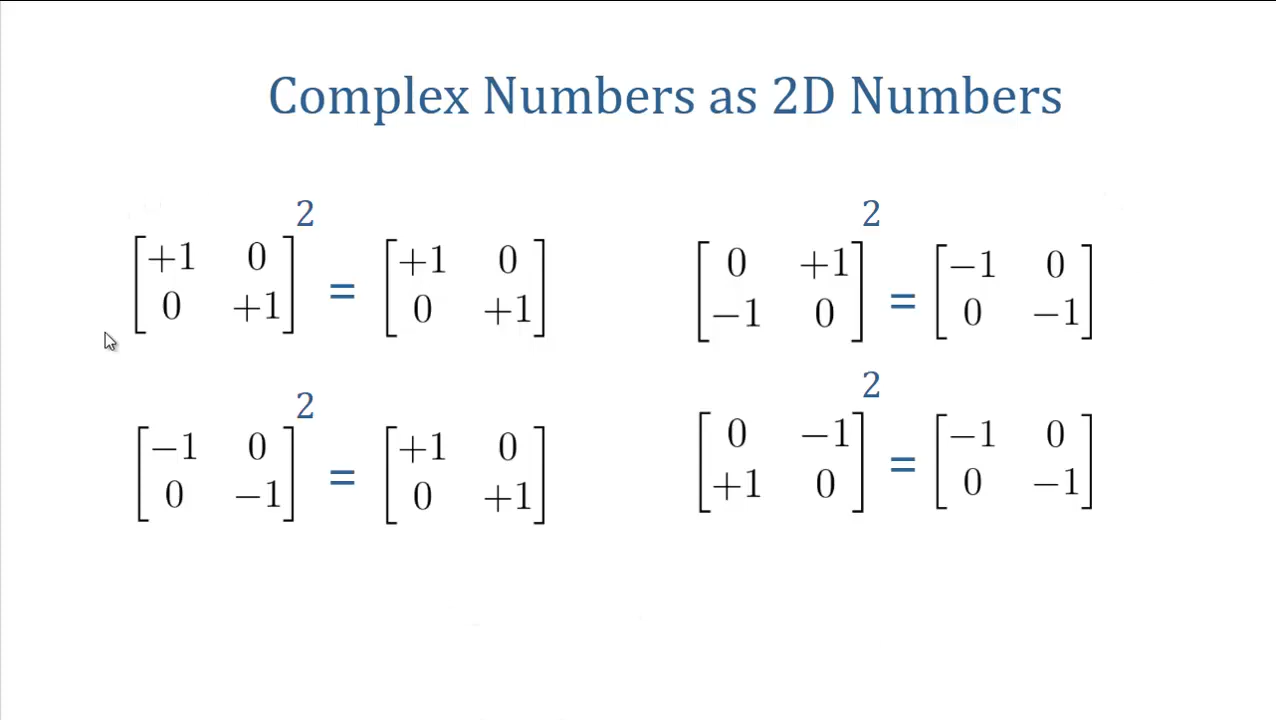 Complex Numbers as 2D Numbers
[+1 0; 0 +1]² = [+1 0; 0 +1]
[0 +1; −1 0]² = [−1 0; 0 −1]
[−1 0; 0 −1]² = [+1 0; 0 +1]
[0 −1; +1 0]² = [−1 0; 0 −1]